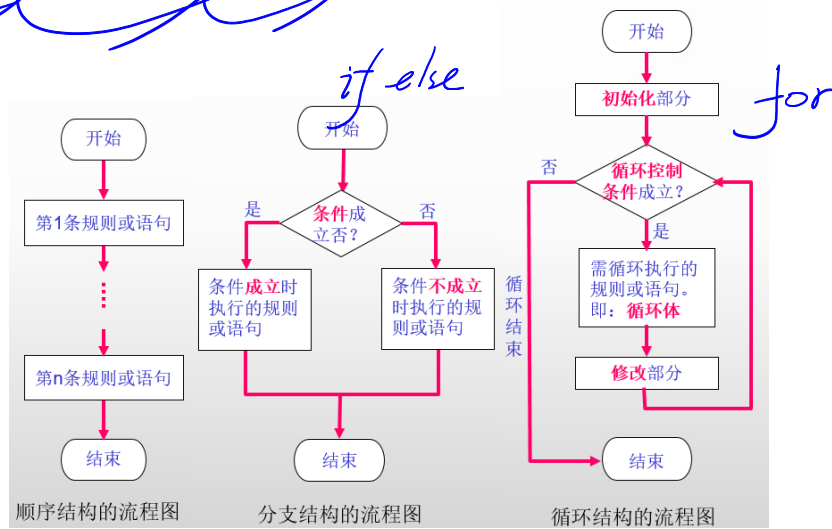 if else
for
开始
第1条规则或语句
第n条规则或语句
结束
顺序结构的流程图
开始
条件成
立否？
是
否
条件成立时
执行的规则
或语句
条件不成立
时执行的规
则或语句
结束
分支结构的流程图
开始
初始化部分
循环控制
条件成立？
否
是
需循环执行的
规则或语句。
即：循环体
修改部分
循
环
结
束
结束
循环结构的流程图